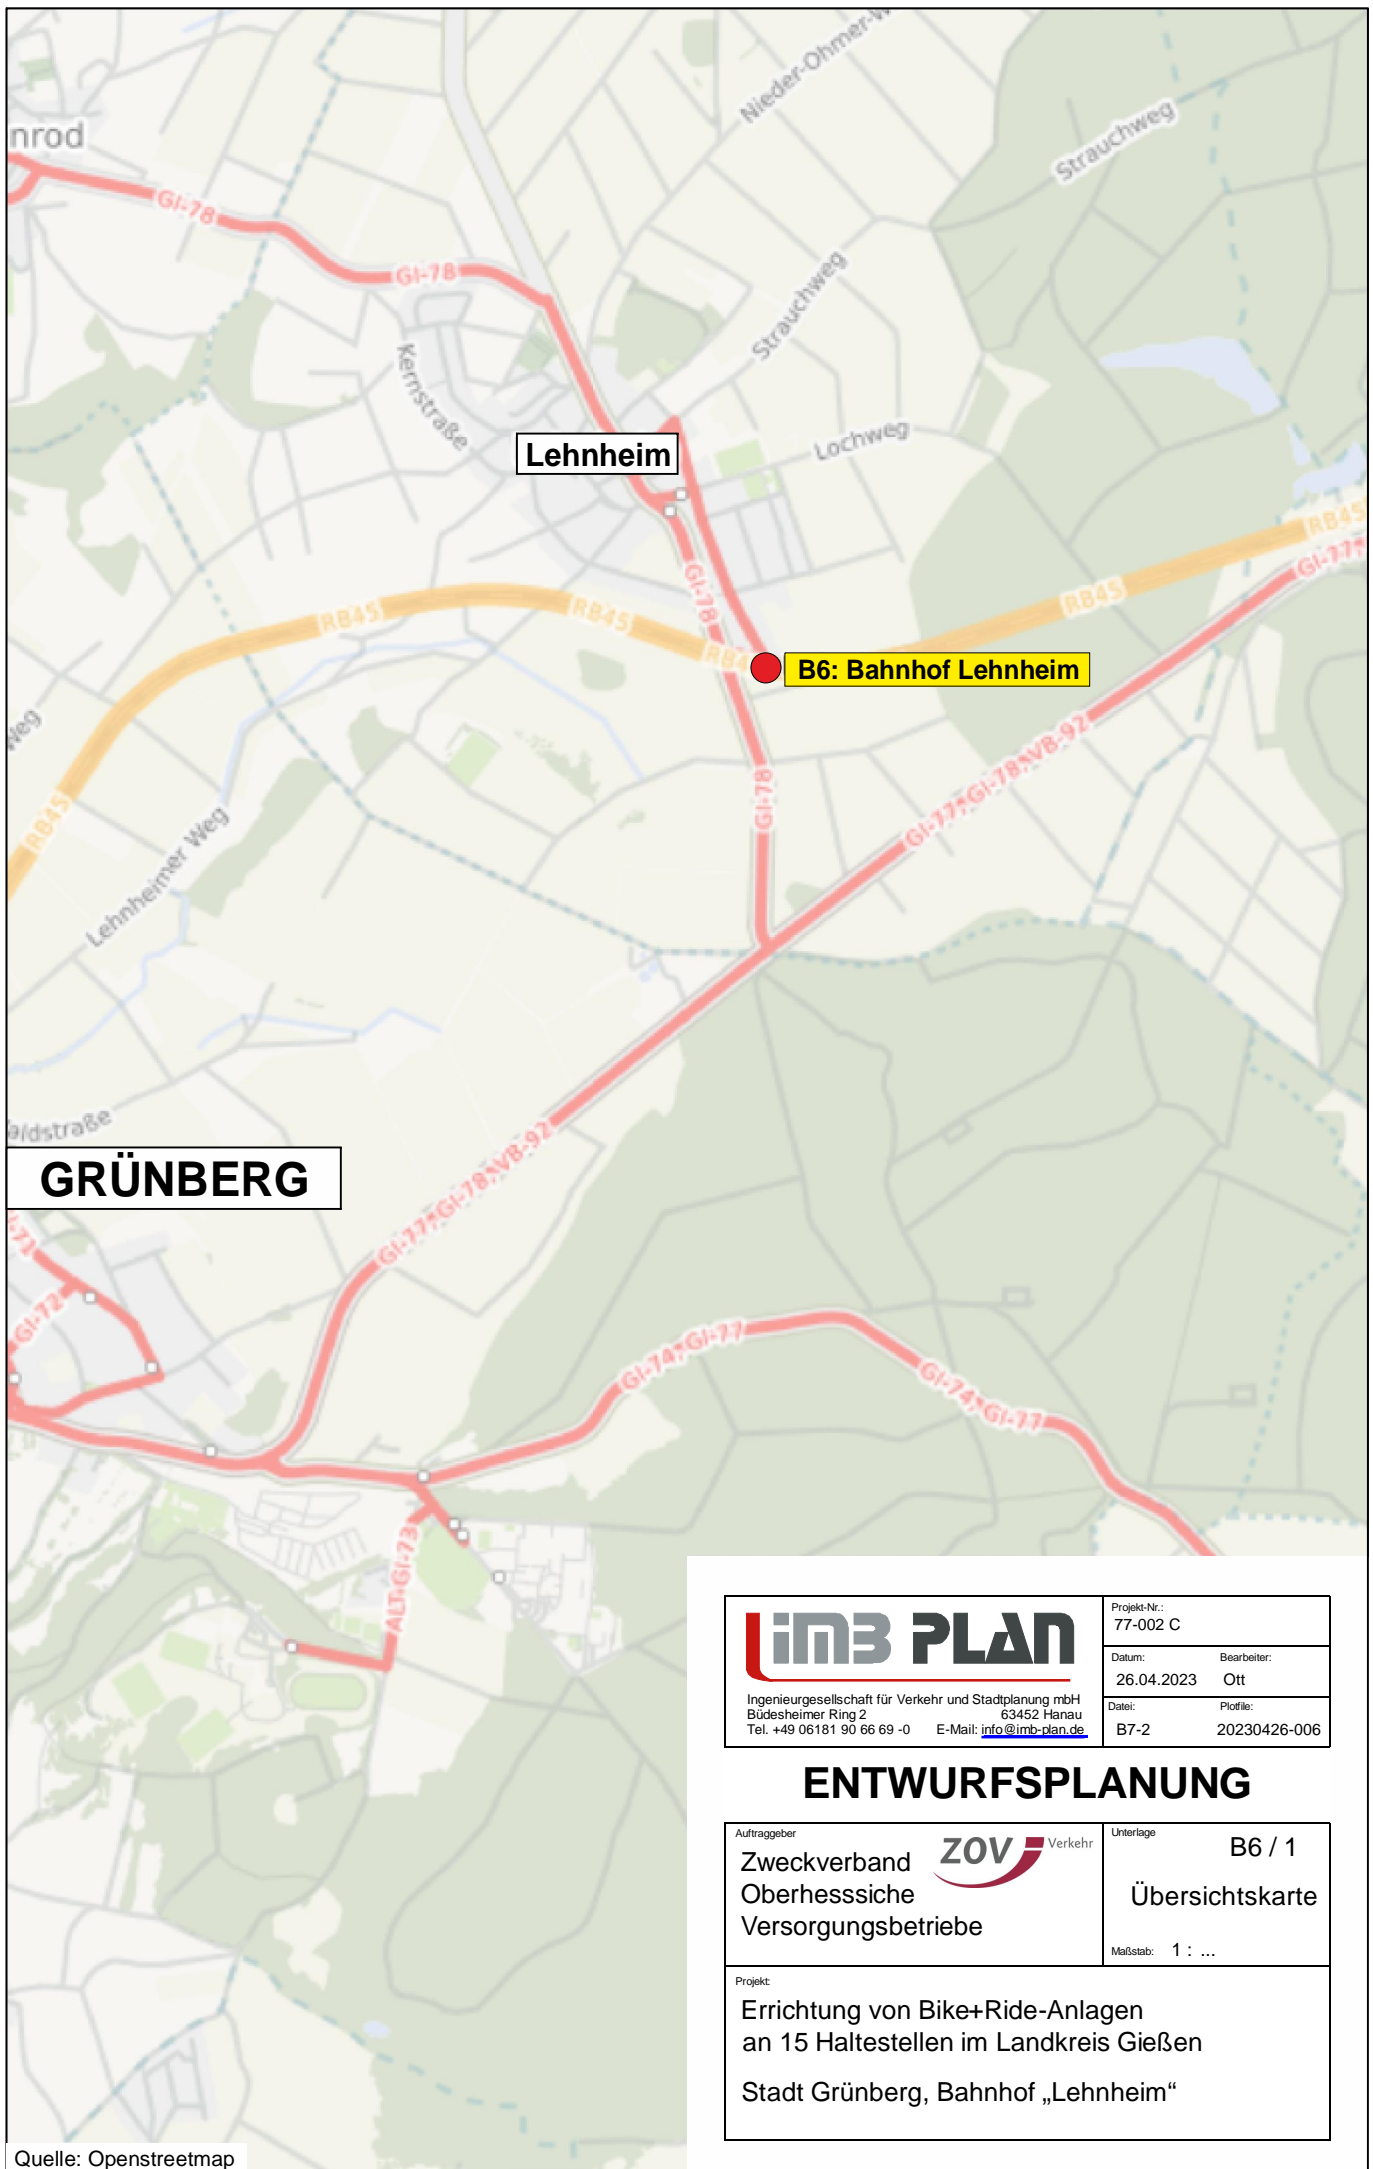 Nieder-Ohmer-W
nrod
Strauchweg
GI-78
GI-78
Strauchweg
Kernstraße
Lochweg
Lehnheim
RB45
GI-77,
GI-78
RB45
RB45
RB45
RB4
B6: Bahnhof Lehnheim
Weg
GI-77, GI-78, VB-92
GI-78
RB45
Lehnheimer Weg
aldstraße
GI-77, GI-78, VB-92
GRÜNBERG
I-71
GI-72
GI-74, GI-77
GI-74, GI-77
ALT-GI-73
imB PLAN
Ingenieurgesellschaft für Verkehr und Stadtplanung mbH
Büdesheimer Ring 2 63452 Hanau
Tel. +49 06181 90 66 69 -0 E-Mail: info@imb-plan.de
Projekt-Nr.:
77-002 C
Datum: Bearbeiter:
26.04.2023 Ott
Datei: Plotfile:
B7-2 20230426-006
ENTWURFSPLANUNG
Auftraggeber
ZOV Verkehr
Zweckverband
Oberhesssiche
Versorgungsbetriebe
Unterlage
B6 / 1
Übersichtskarte
Maßstab: 1 : ...
Projekt:
Errichtung von Bike+Ride-Anlagen
an 15 Haltestellen im Landkreis Gießen
Stadt Grünberg, Bahnhof „Lehnheim“
Quelle: Openstreetmap